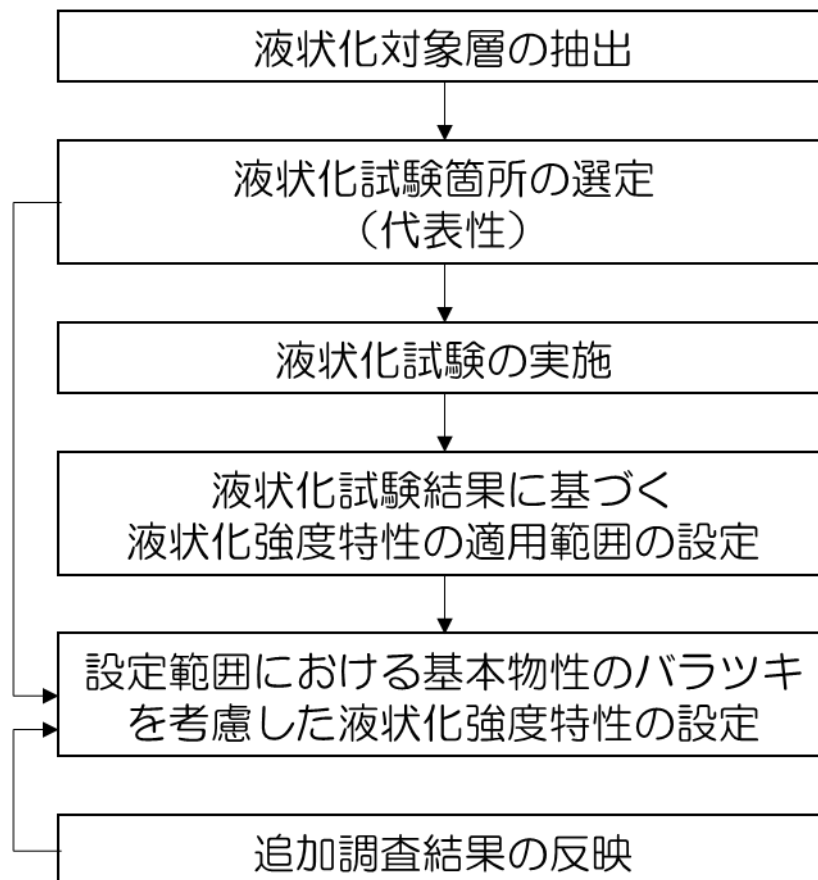 液状化対象層の抽出
液状化試験箇所の選定
（代表性）
液状化試験の実施
液状化試験結果に基づく
液状化強度特性の適用範囲の設定
設定範囲における基本物性のバラツキ
を考慮した液状化強度特性の設定
追加調査結果の反映